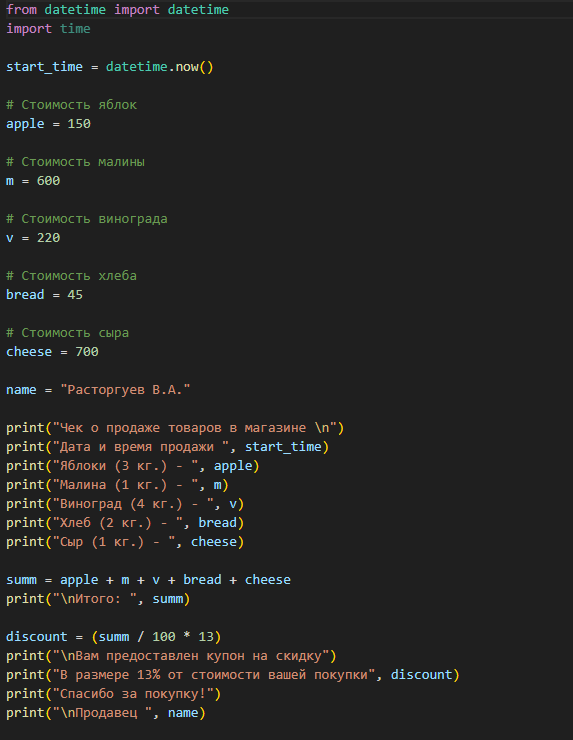 from datetime import datetime
import time
start_time = datetime.now()
# Стоимость яблок
apple = 150
# Стоимость малины
m = 600
# Стоимость винограда
v = 220
# Стоимость хлеба
bread = 45
# Стоимость сыра
cheese = 700
name = "Расторгуев В.А."
print("Чек о продаже товаров в магазине \n")
print("Дата и время продажи ", start_time)
print("Яблоки (3 кг.) - ", apple)
print("Малина (1 кг.) - ", m)
print("Виноград (4 кг.) - ", v)
print("Хлеб (2 кг.) - ", bread)
print("Сыр (1 кг.) - ", cheese)
summ = apple + m + v + bread + cheese
print("\nИтого: ", summ)
discount = (summ / 100 * 13)
print("\nВам предоставлен купон на скидку")
print("В размере 13% от стоимости вашей покупки", discount)
print("Спасибо за покупку!")
print("\nПродавец ", name)